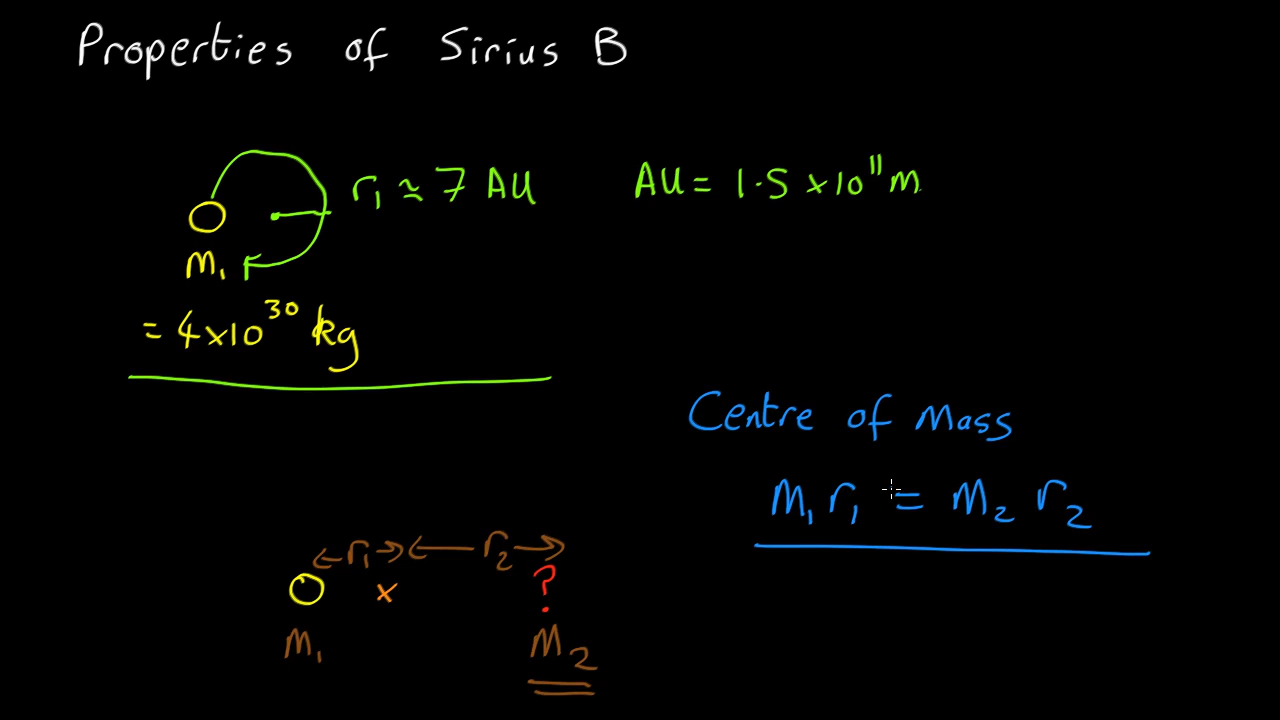 Properties of Sirius B
r₁ ≃ 7 AU AU = 1.5 × 10¹¹ m
M₁
= 4×10³⁰ kg
Centre of Mass
M₁ r₁ = M₂ r₂
r₁ r₂
x ?
M₁ M₂